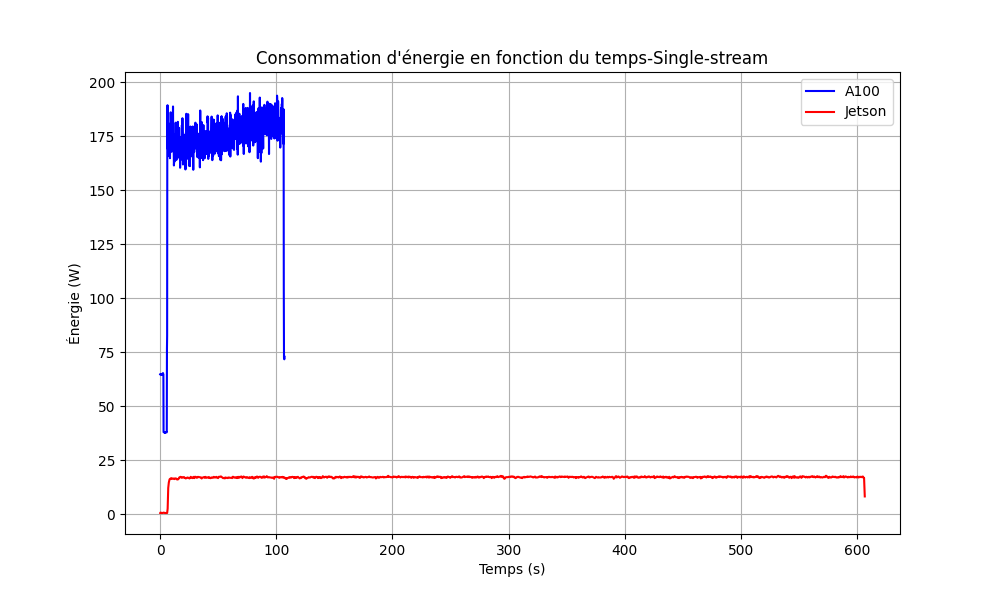 Consommation d'énergie en fonction du temps-Single-stream
A100
Jetson
Énergie (W)
200
175
150
125
100
75
50
25
0
0 100 200 300 400 500 600
Temps (s)